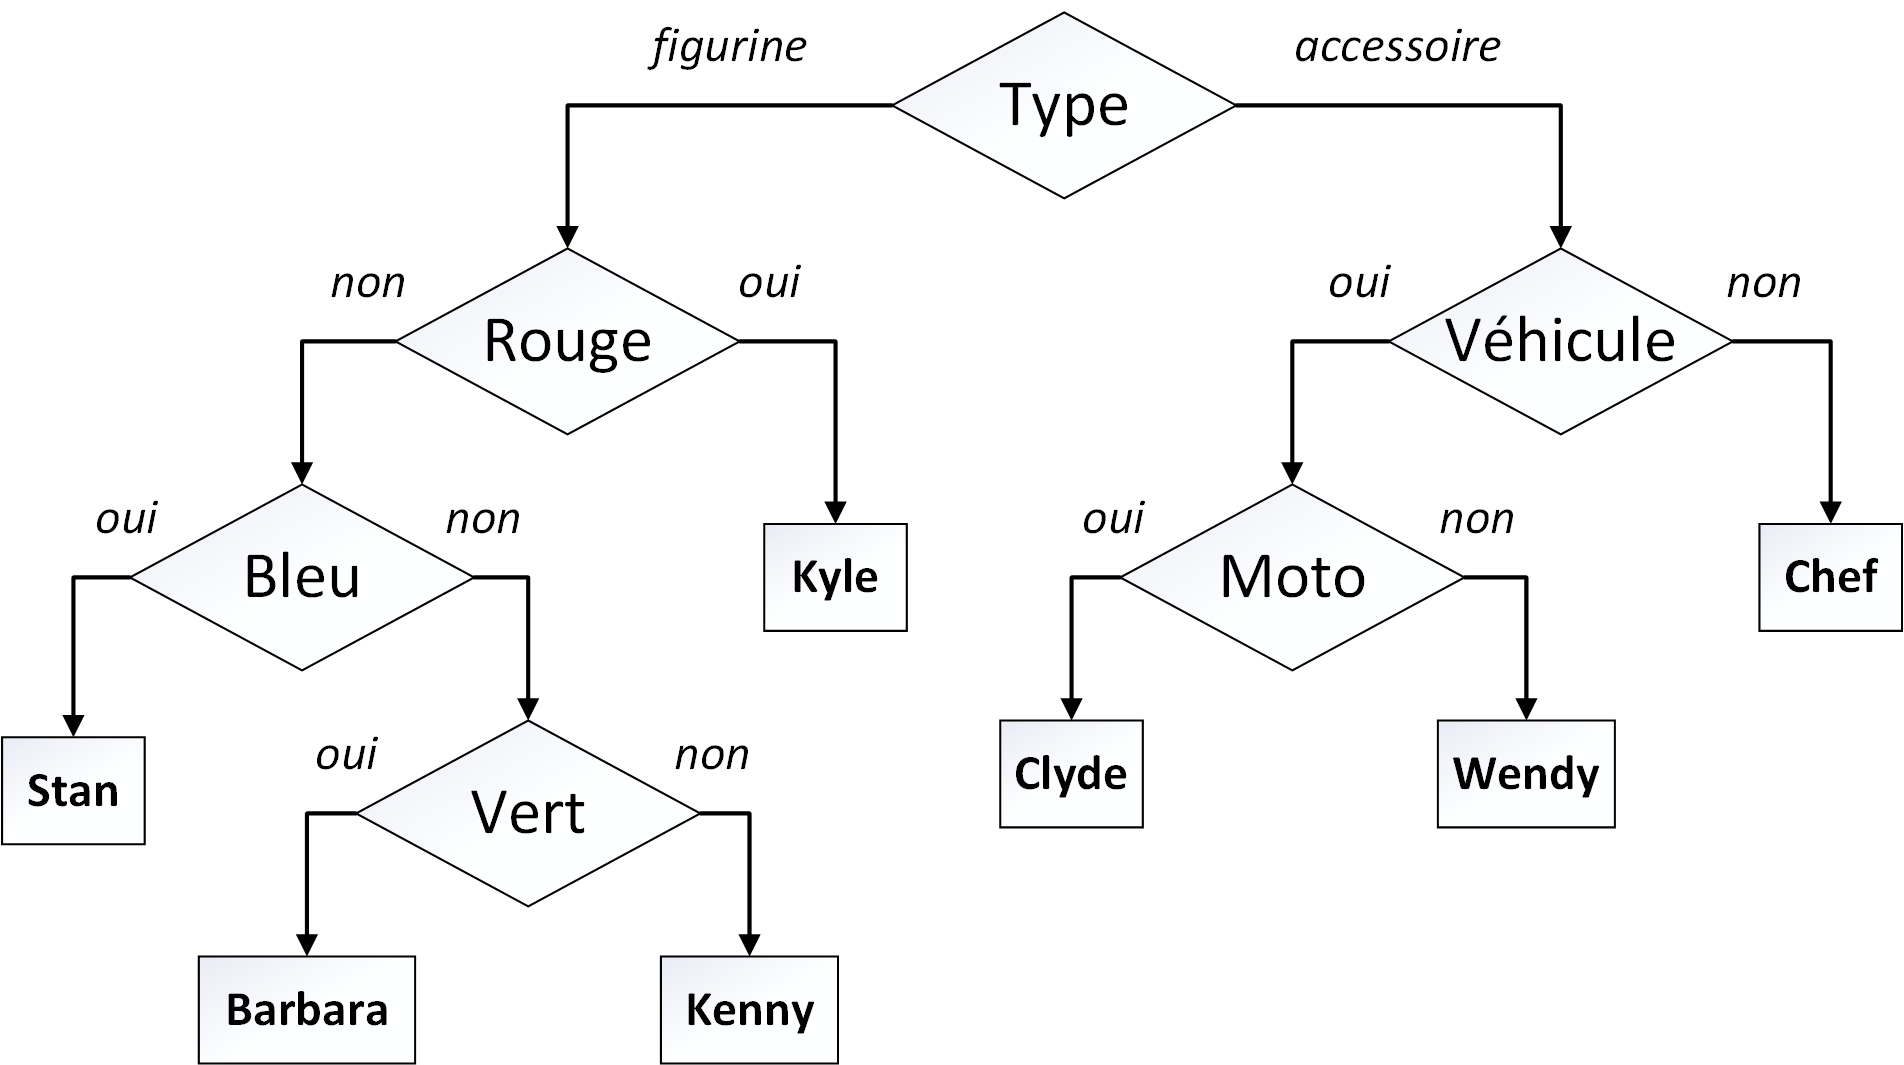 figurine
accessoire
Type
non
oui
oui
non
Rouge
Véhicule
oui
non
oui
non
Bleu
Kyle
Moto
Chef
oui
non
Stan
Vert
Clyde
Wendy
Barbara
Kenny